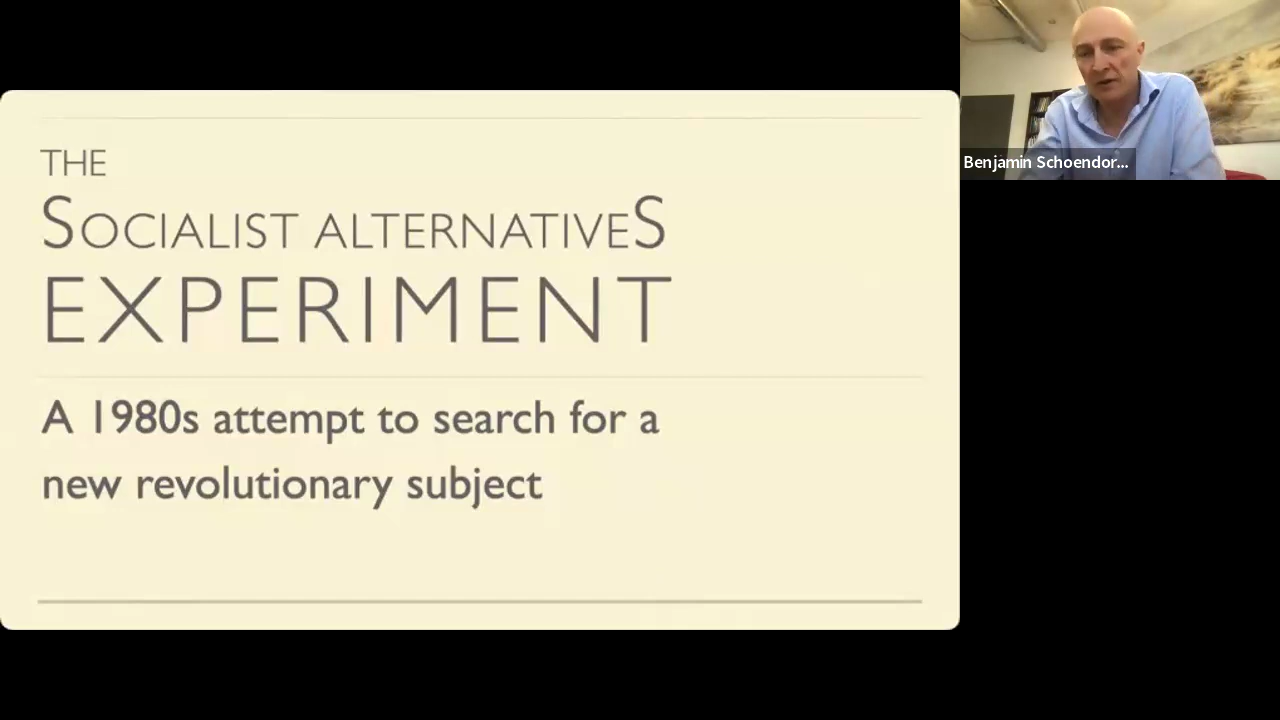 THE
SOCIALIST ALTERNATIVES
EXPERIMENT
A 1980s attempt to search for a
new revolutionary subject
Benjamin Schoendor...